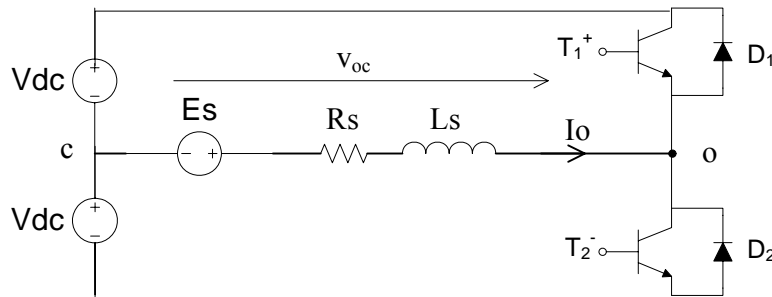 T₁⁺
D₁
Vdc
+
−
v_oc
Es
Rs
Ls
Io
c
−
+
o
Vdc
+
−
T₂⁻
D₂